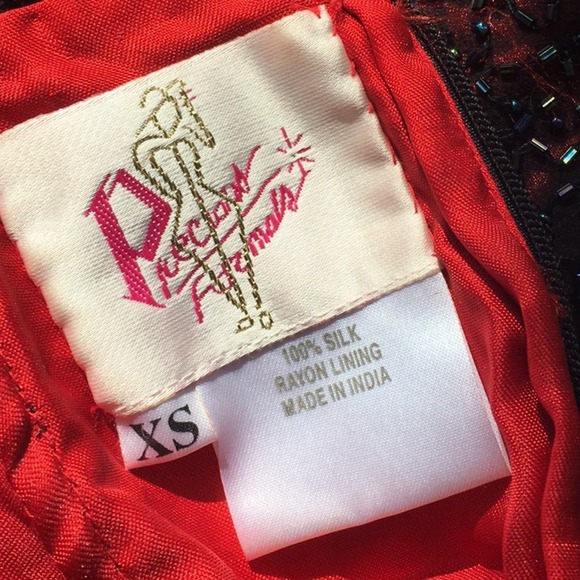 Precious
Formals
XS
100% SILK
RAYON LINING
MADE IN INDIA